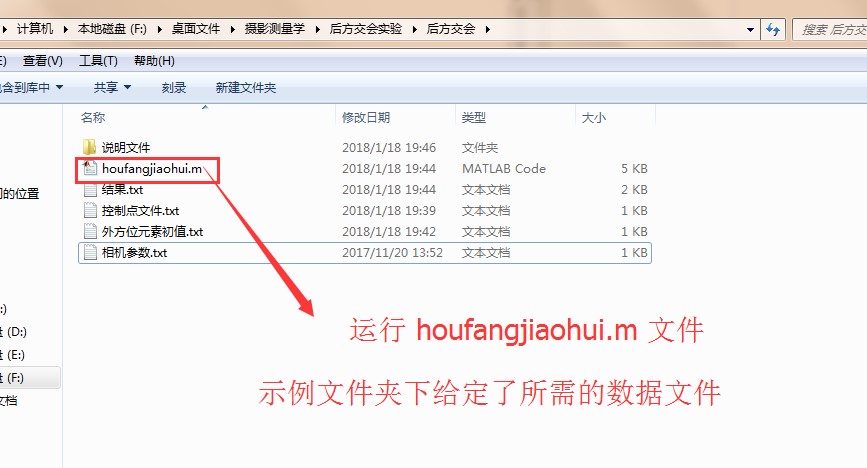 计算机 本地磁盘 (F:) 桌面文件 摄影测量学 后方交会实验 后方交会 搜索 后方交
E) 查看(V) 工具(T) 帮助(H)
含到库中 共享 刻录 新建文件夹
名称 修改日期 类型 大小
说明文件 2018/1/18 19:46 文件夹
houfangjiaohui.m 2018/1/18 19:44 MATLAB Code 5 KB
的位置 结果.txt 2018/1/18 19:44 文本文档 2 KB
控制点文件.txt 2018/1/18 19:39 文本文档 1 KB
外方位元素初值.txt 2018/1/18 19:42 文本文档 1 KB
相机参数.txt 2017/11/20 13:52 文本文档 1 KB
:)
(D:)
(E:)
(F:)
文档
运行 houfangjiaohui.m 文件
示例文件夹下给定了所需的数据文件